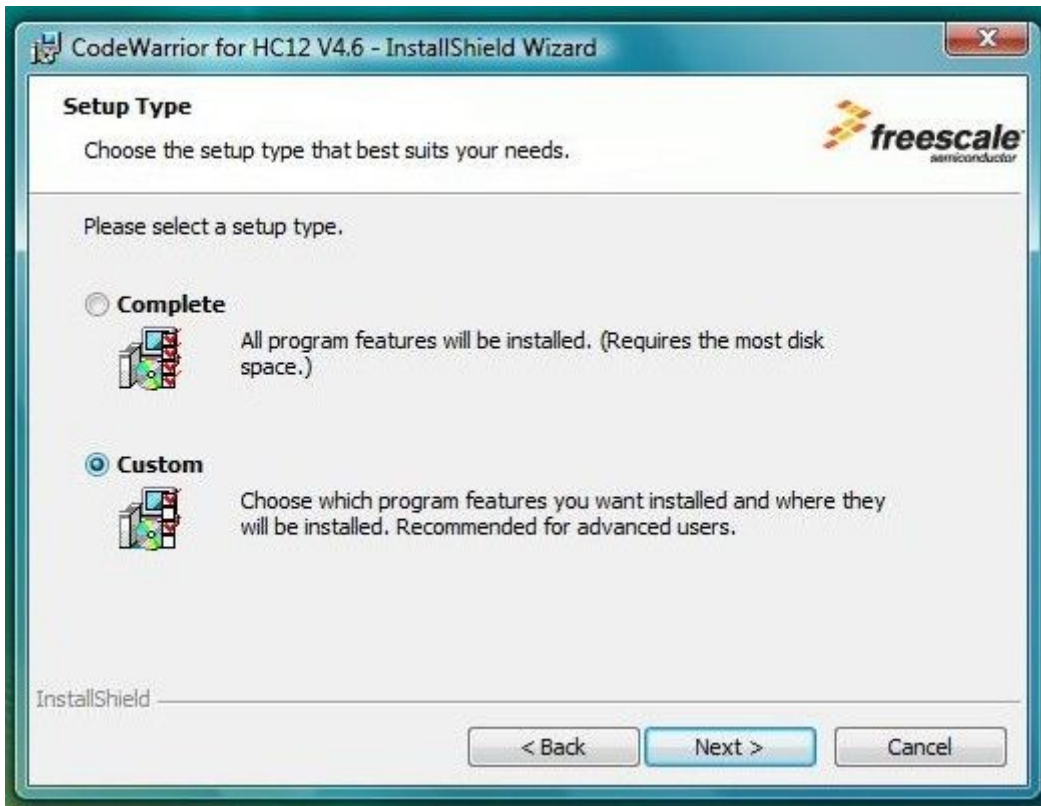 CodeWarrior for HC12 V4.6 - InstallShield Wizard
Setup Type
Choose the setup type that best suits your needs.
freescale
semiconductor
Please select a setup type.
Complete
All program features will be installed. (Requires the most disk
space.)
Custom
Choose which program features you want installed and where they
will be installed. Recommended for advanced users.
InstallShield
< Back
Next >
Cancel